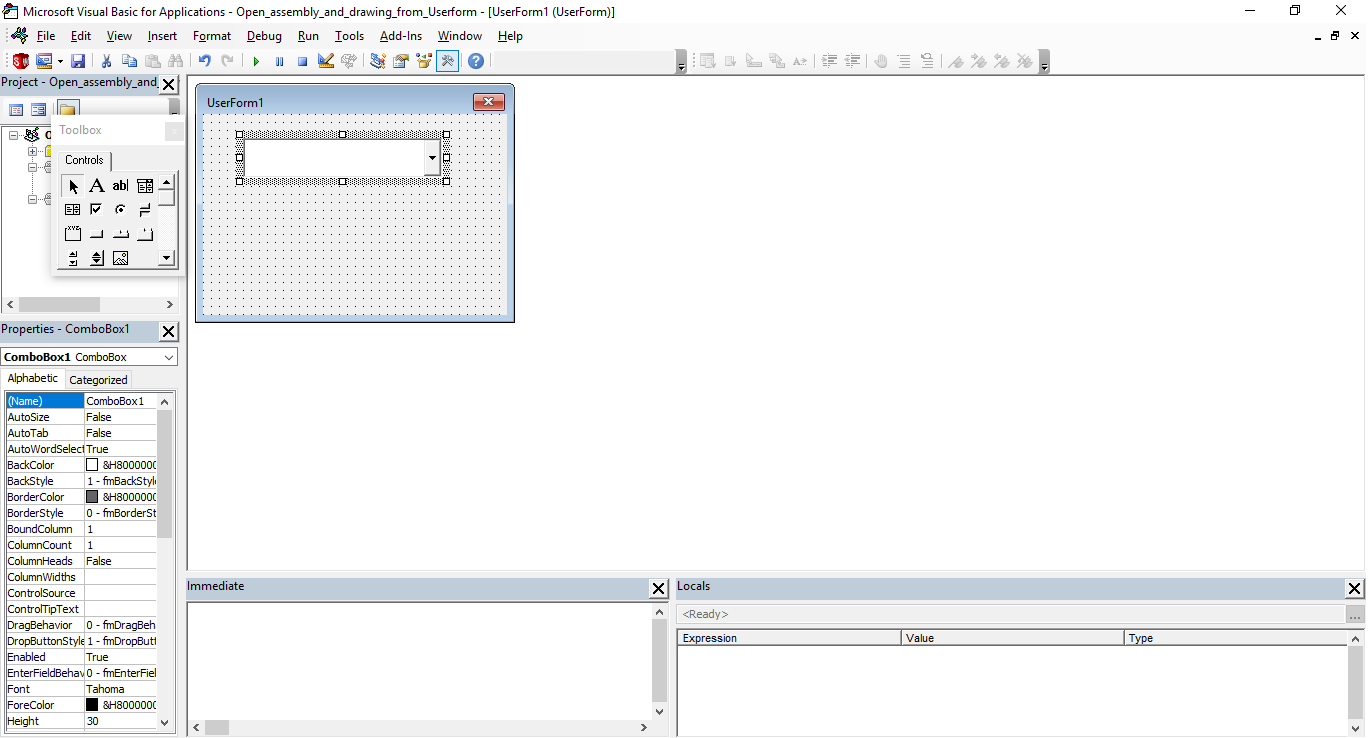 Microsoft Visual Basic for Applications - Open_assembly_and_drawing_from_Userform - [UserForm1 (UserForm)]
File Edit View Insert Format Debug Run Tools Add-Ins Window Help
Project - Open_assembly_and_
Toolbox
Controls
A abl
UserForm1
Properties - ComboBox1
ComboBox1 ComboBox
Alphabetic Categorized
(Name) ComboBox1
AutoSize False
AutoTab False
AutoWordSelect True
BackColor &H8000000
BackStyle 1 - fmBackStyle
BorderColor &H8000000
BorderStyle 0 - fmBorderSt
BoundColumn 1
ColumnCount 1
ColumnHeads False
ColumnWidths
ControlSource
ControlTipText
DragBehavior 0 - fmDragBeh
DropButtonStyle 1 - fmDropButt
Enabled True
EnterFieldBehav 0 - fmEnterFiel
Font Tahoma
ForeColor &H8000000
Height 30
Immediate
Locals
<Ready>
Expression Value Type